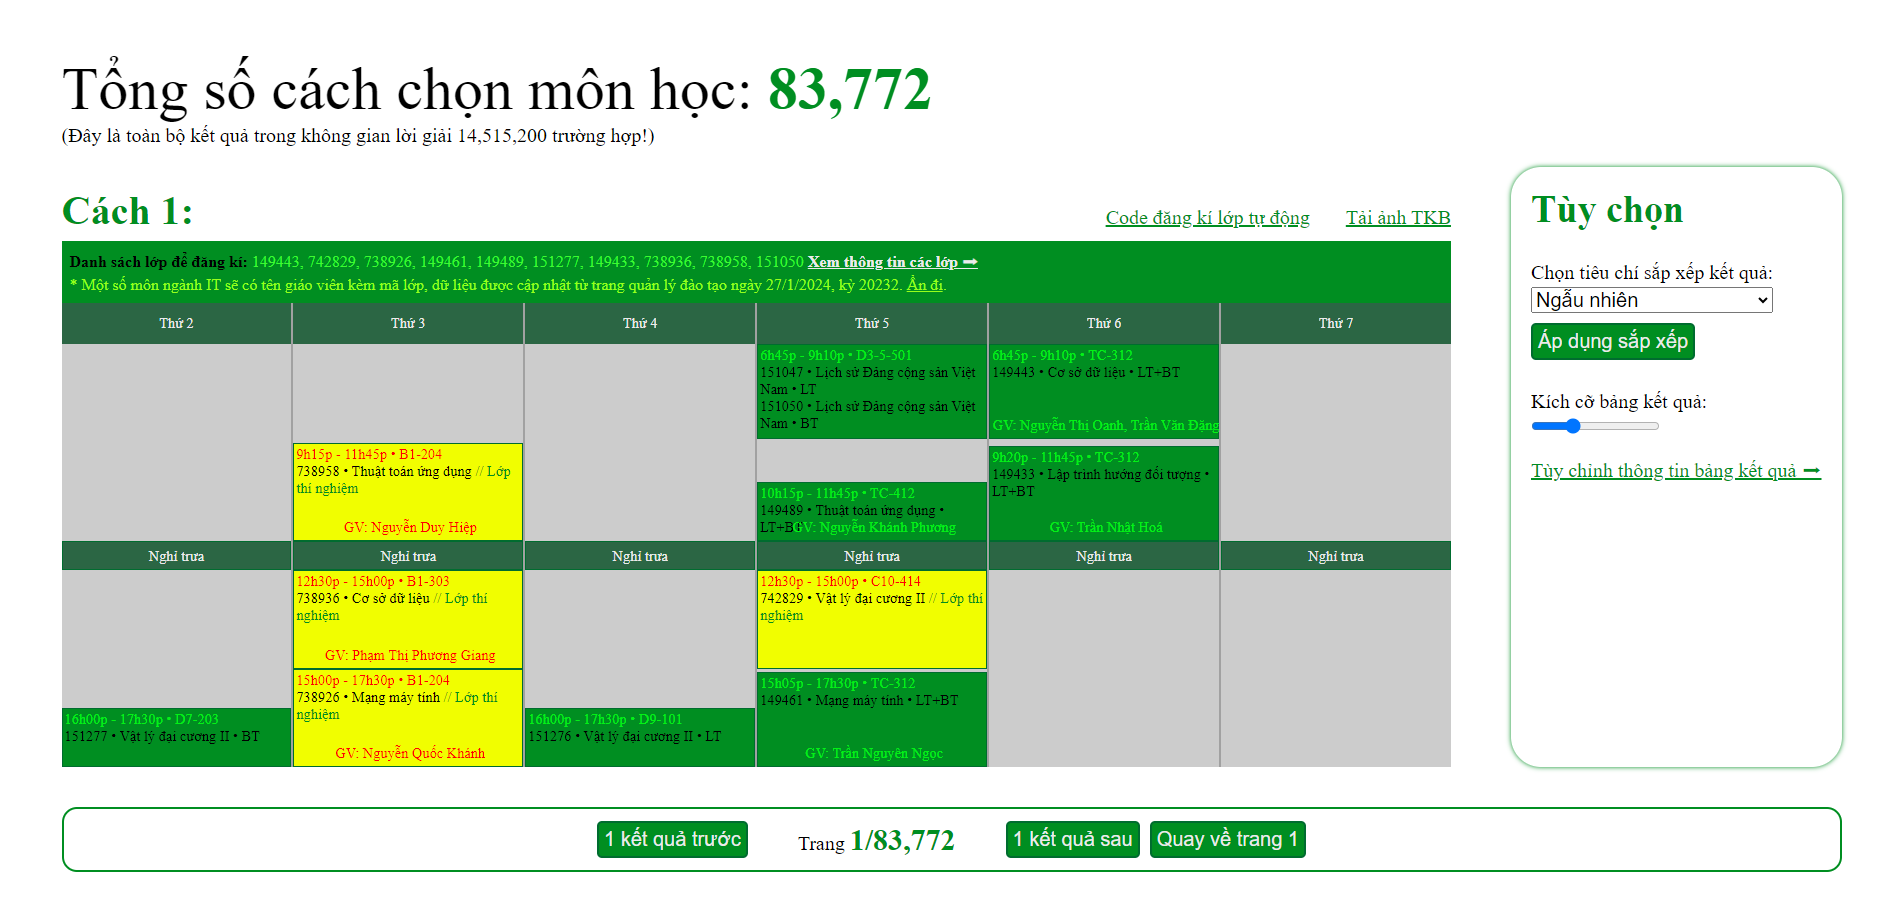 Tổng số cách chọn môn học: 83,772
(Đây là toàn bộ kết quả trong không gian lời giải 14,515,200 trường hợp!)
Cách 1:
Code đăng kí lớp tự động
Tải ảnh TKB
Danh sách lớp để đăng kí: 149443, 742829, 738926, 149461, 149489, 151277, 149433, 738936, 738958, 151050 Xem thông tin các lớp ➞
* Một số môn ngành IT sẽ có tên giáo viên kèm mã lớp, dữ liệu được cập nhật từ trang quản lý đào tạo ngày 27/1/2024, kỳ 20232. Ẩn đi.
Thứ 2
Thứ 3
Thứ 4
Thứ 5
Thứ 6
Thứ 7
9h15p - 11h45p • B1-204
738958 • Thuật toán ứng dụng // Lớp
thí nghiệm
GV: Nguyễn Duy Hiệp
6h45p - 9h10p • D3-5-501
151047 • Lịch sử Đảng cộng sản Việt
Nam • LT
151050 • Lịch sử Đảng cộng sản Việt
Nam • BT
10h15p - 11h45p • TC-412
149489 • Thuật toán ứng dụng •
LT+BT
GV: Nguyễn Khánh Phương
6h45p - 9h10p • TC-312
149443 • Cơ sở dữ liệu • LT+BT
GV: Nguyễn Thị Oanh, Trần Văn Đặng
9h20p - 11h45p • TC-312
149433 • Lập trình hướng đối tượng •
LT+BT
GV: Trần Nhật Hoá
Nghỉ trưa
Nghỉ trưa
Nghỉ trưa
Nghỉ trưa
Nghỉ trưa
Nghỉ trưa
16h00p - 17h30p • D7-203
151277 • Vật lý đại cương II • BT
12h30p - 15h00p • B1-303
738936 • Cơ sở dữ liệu // Lớp thí
nghiệm
GV: Phạm Thị Phương Giang
15h00p - 17h30p • B1-204
738926 • Mạng máy tính // Lớp thí
nghiệm
GV: Nguyễn Quốc Khánh
16h00p - 17h30p • D9-101
151276 • Vật lý đại cương II • LT
12h30p - 15h00p • C10-414
742829 • Vật lý đại cương II // Lớp thí
nghiệm
15h05p - 17h30p • TC-312
149461 • Mạng máy tính • LT+BT
GV: Trần Nguyên Ngọc
Tùy chọn
Chọn tiêu chí sắp xếp kết quả:
Ngẫu nhiên
Áp dụng sắp xếp
Kích cỡ bảng kết quả:
Tùy chỉnh thông tin bảng kết quả ➞
1 kết quả trước
Trang 1/83,772
1 kết quả sau
Quay về trang 1